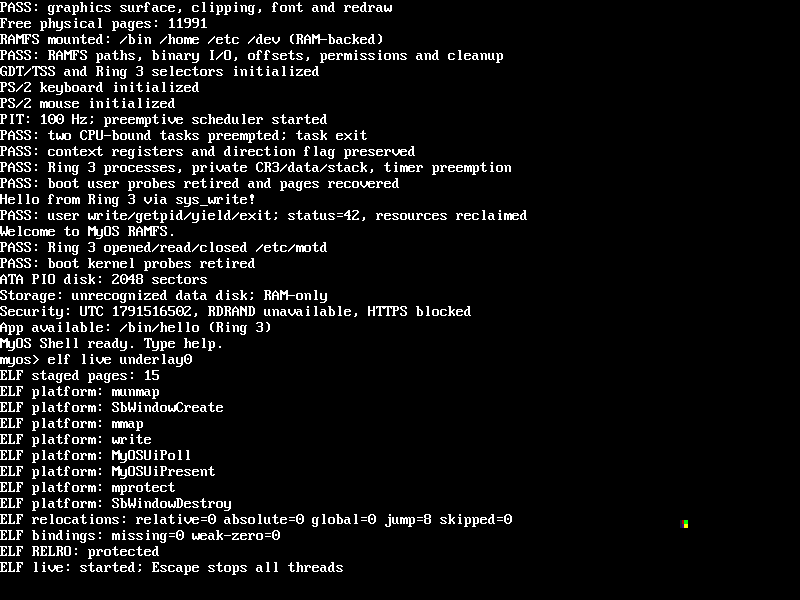 PASS: graphics surface, clipping, font and redraw
Free physical pages: 11991
RAMFS mounted: /bin /home /etc /dev (RAM-backed)
PASS: RAMFS paths, binary I/O, offsets, permissions and cleanup
GDT/TSS and Ring 3 selectors initialized
PS/2 keyboard initialized
PS/2 mouse initialized
PIT: 100 Hz; preemptive scheduler started
PASS: two CPU-bound tasks preempted; task exit
PASS: context registers and direction flag preserved
PASS: Ring 3 processes, private CR3/data/stack, timer preemption
PASS: boot user probes retired and pages recovered
Hello from Ring 3 via sys_write!
PASS: user write/getpid/yield/exit; status=42, resources reclaimed
Welcome to MyOS RAMFS.
PASS: Ring 3 opened/read/closed /etc/motd
PASS: boot kernel probes retired
ATA PIO disk: 2048 sectors
Storage: unrecognized data disk; RAM-only
Security: UTC 1791516502, RDRAND unavailable, HTTPS blocked
App available: /bin/hello (Ring 3)
MyOS Shell ready. Type help.
myos> elf live underlay0
ELF staged pages: 15
ELF platform: munmap
ELF platform: SbWindowCreate
ELF platform: mmap
ELF platform: write
ELF platform: MyOSUiPoll
ELF platform: MyOSUiPresent
ELF platform: mprotect
ELF platform: SbWindowDestroy
ELF relocations: relative=0 absolute=0 global=0 jump=8 skipped=0
ELF bindings: missing=0 weak-zero=0
ELF RELRO: protected
ELF live: started; Escape stops all threads